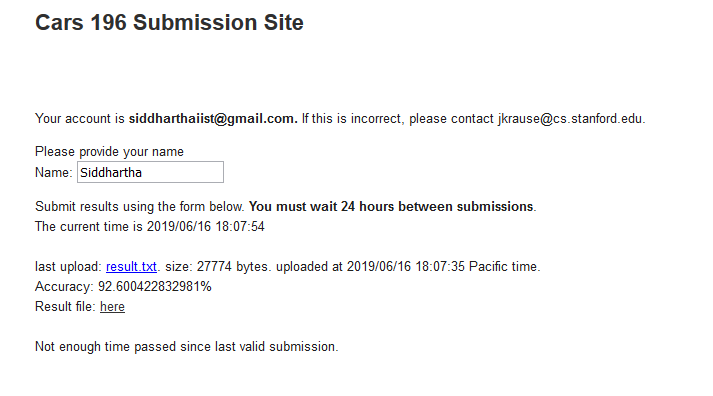 Cars 196 Submission Site
Your account is siddharthaiist@gmail.com. If this is incorrect, please contact jkrause@cs.stanford.edu.
Please provide your name
Name: Siddhartha
Submit results using the form below. You must wait 24 hours between submissions.
The current time is 2019/06/16 18:07:54
last upload: result.txt. size: 27774 bytes. uploaded at 2019/06/16 18:07:35 Pacific time.
Accuracy: 92.600422832981%
Result file: here
Not enough time passed since last valid submission.